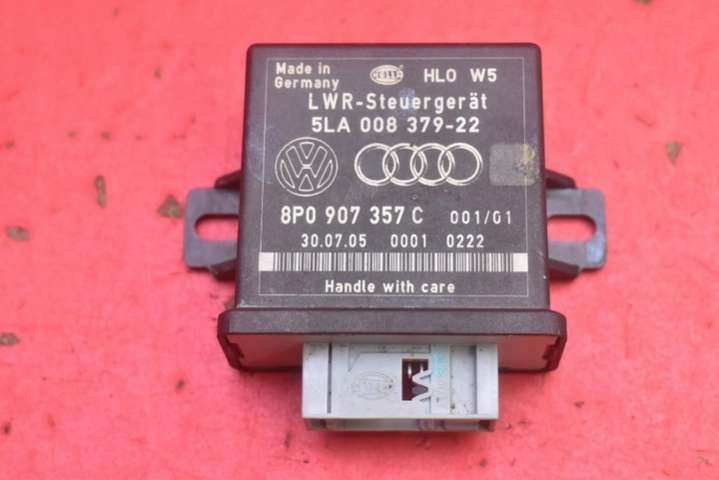 Made in
Germany
HELLA
HLO W5
LWR-Steuergerät
5LA 008 379-22
8P0 907 357 C 001/01
30.07.05 0001 0222
Handle with care